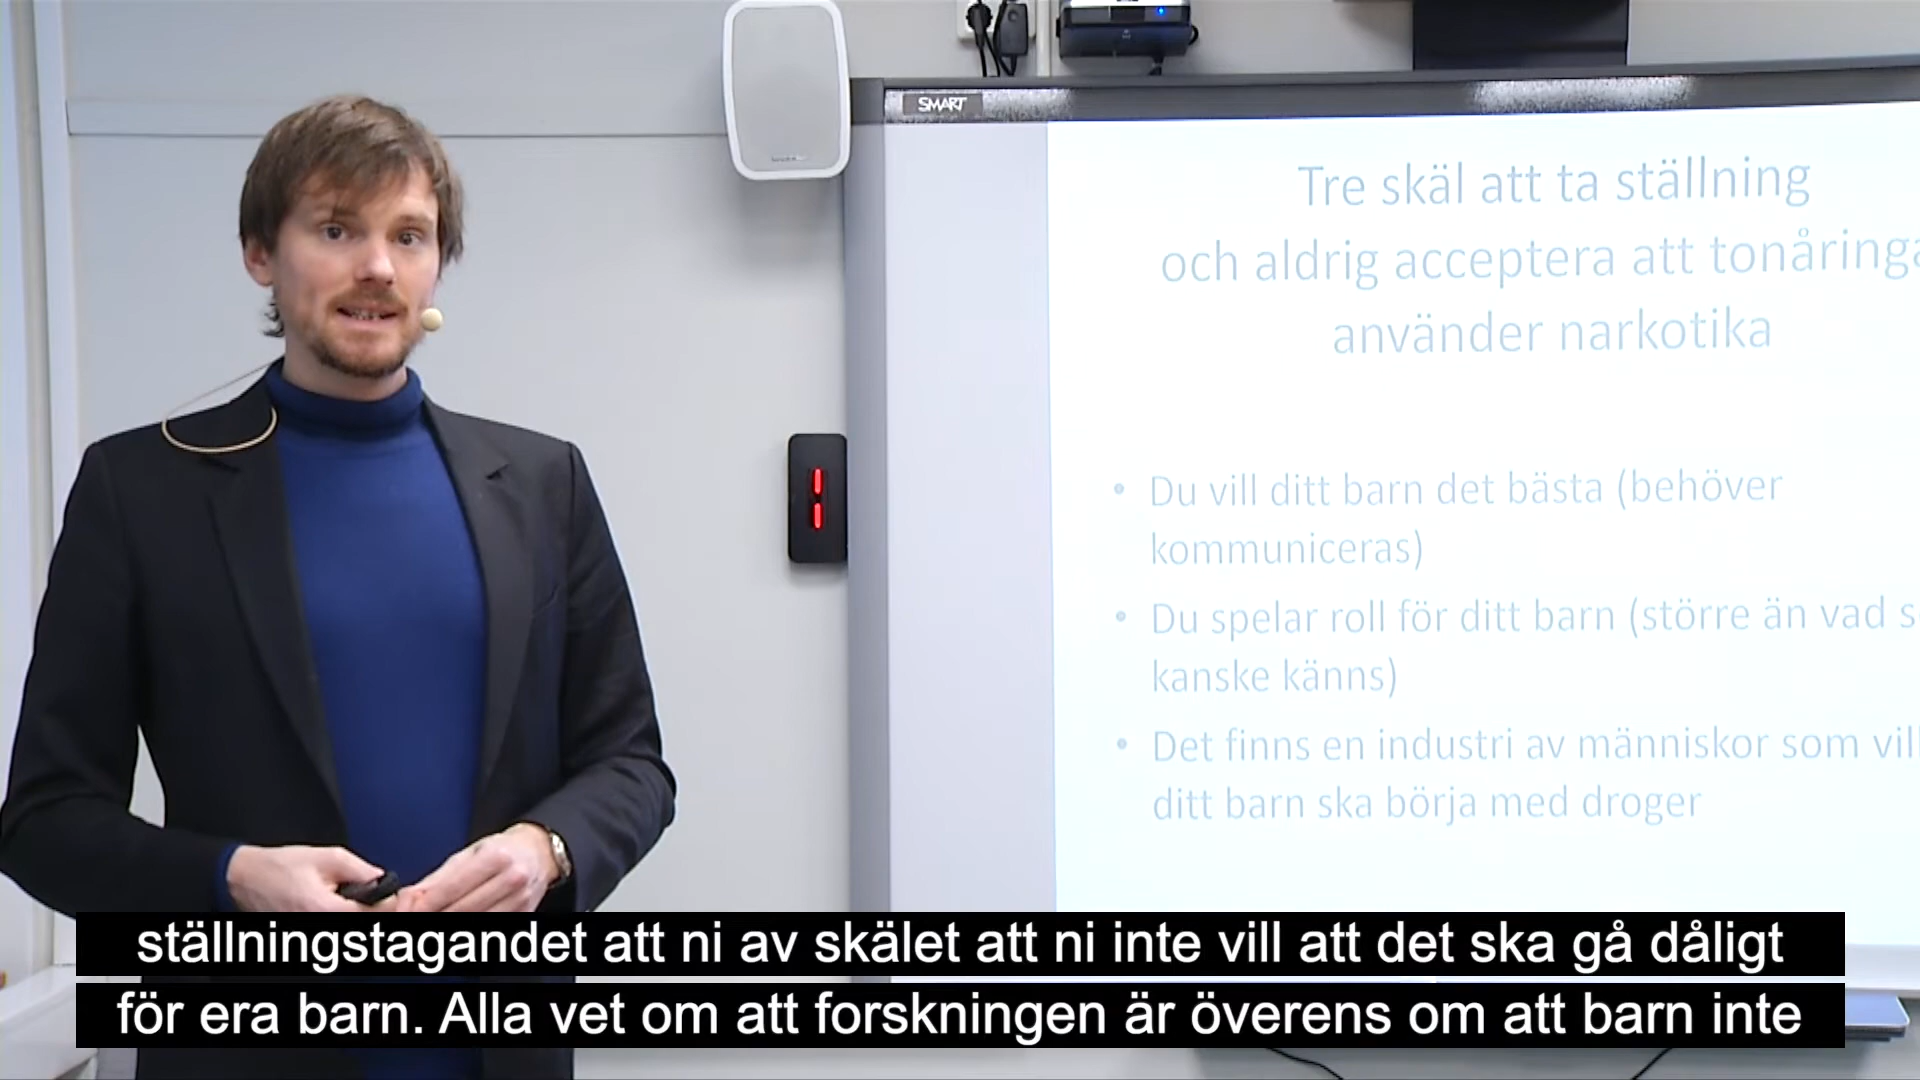 SMART
Tre skäl att ta ställning
och aldrig acceptera att
använder narkotika
• Du vill ditt barn det bästa (behöver
kommuniceras)
• Du spelar roll för ditt barn (större än vad
kanske känns)
• Det finns en industri av människor som
ditt barn ska börja med droger
ställningstagandet att ni av skälet att ni inte vill att det ska gå dåligt
för era barn. Alla vet om att forskningen är överens om att barn inte